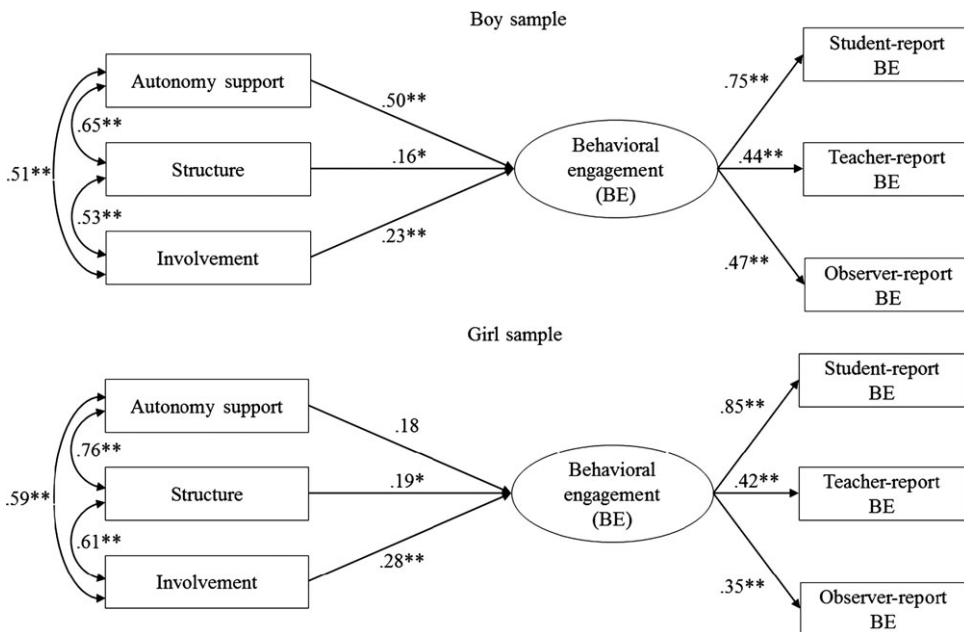 Boy sample
Autonomy support
Structure
Involvement
.65**
.51**
.53**
.50**
.16*
.23**
Behavioral
engagement
(BE)
.75**
.44**
.47**
Student-report
BE
Teacher-report
BE
Observer-report
BE
Girl sample
Autonomy support
Structure
Involvement
.76**
.59**
.61**
.18
.19*
.28**
Behavioral
engagement
(BE)
.85**
.42**
.35**
Student-report
BE
Teacher-report
BE
Observer-report
BE